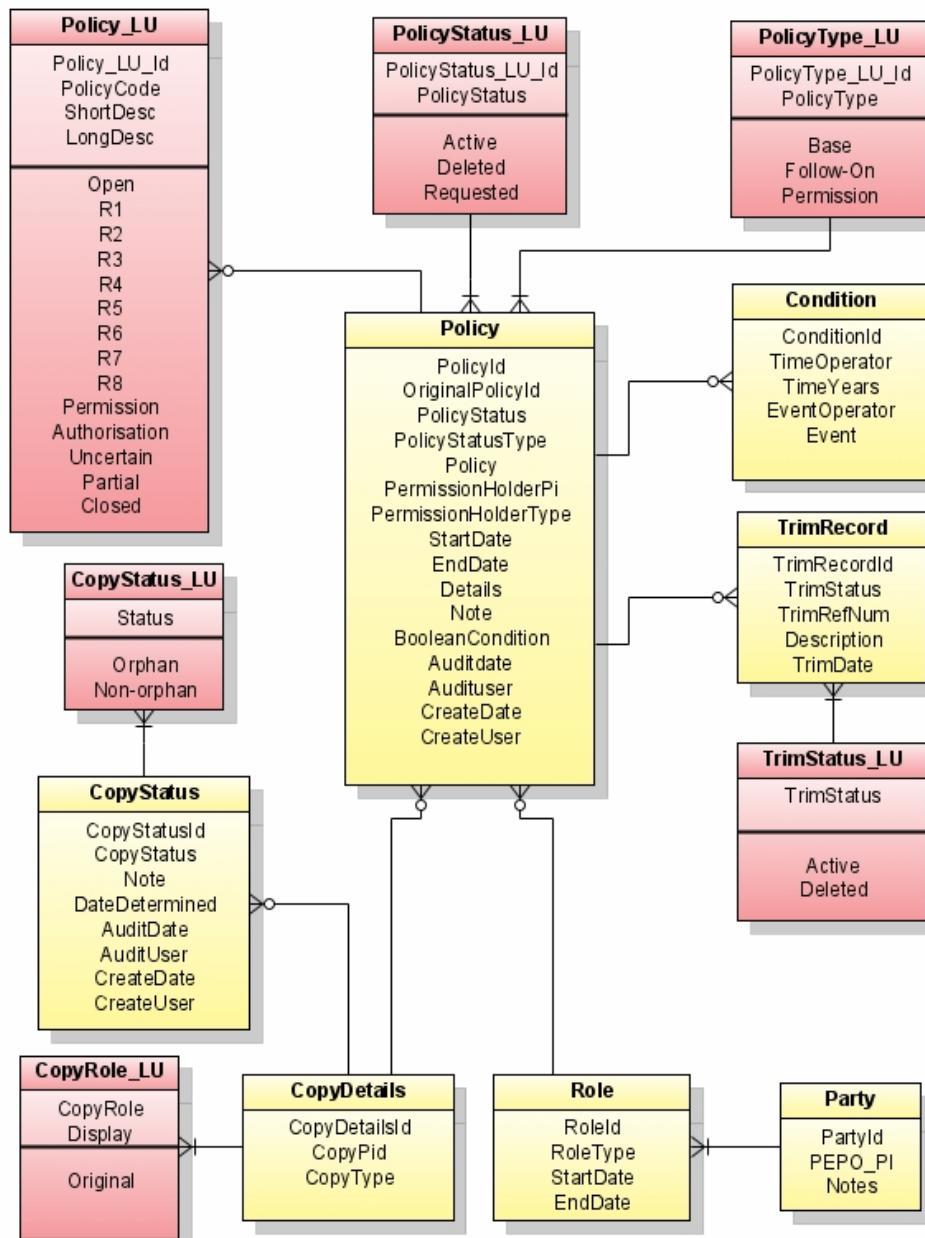 Policy_LU
Policy_LU_Id
PolicyCode
ShortDesc
LongDesc
Open
R1
R2
R3
R4
R5
R6
R7
R8
Permission
Authorisation
Uncertain
Partial
Closed
PolicyStatus_LU
PolicyStatus_LU_Id
PolicyStatus
Active
Deleted
Requested
PolicyType_LU
PolicyType_LU_Id
PolicyType
Base
Follow-On
Permission
Policy
PolicyId
OriginalPolicyId
PolicyStatus
PolicyStatusType
Policy
PermissionHolderPi
PermissionHolderType
StartDate
EndDate
Details
Note
BooleanCondition
Auditdate
Audituser
CreateDate
CreateUser
Condition
ConditionId
TimeOperator
TimeYears
EventOperator
Event
TrimRecord
TrimRecordId
TrimStatus
TrimRefNum
Description
TrimDate
TrimStatus_LU
TrimStatus
Active
Deleted
CopyStatus_LU
Status
Orphan
Non-orphan
CopyStatus
CopyStatusId
CopyStatus
Note
DateDetermined
AuditDate
AuditUser
CreateDate
CreateUser
CopyRole_LU
CopyRole
Display
Original
CopyDetails
CopyDetailsId
CopyPid
CopyType
Role
RoleId
RoleType
StartDate
EndDate
Party
PartyId
PEPO_PI
Notes